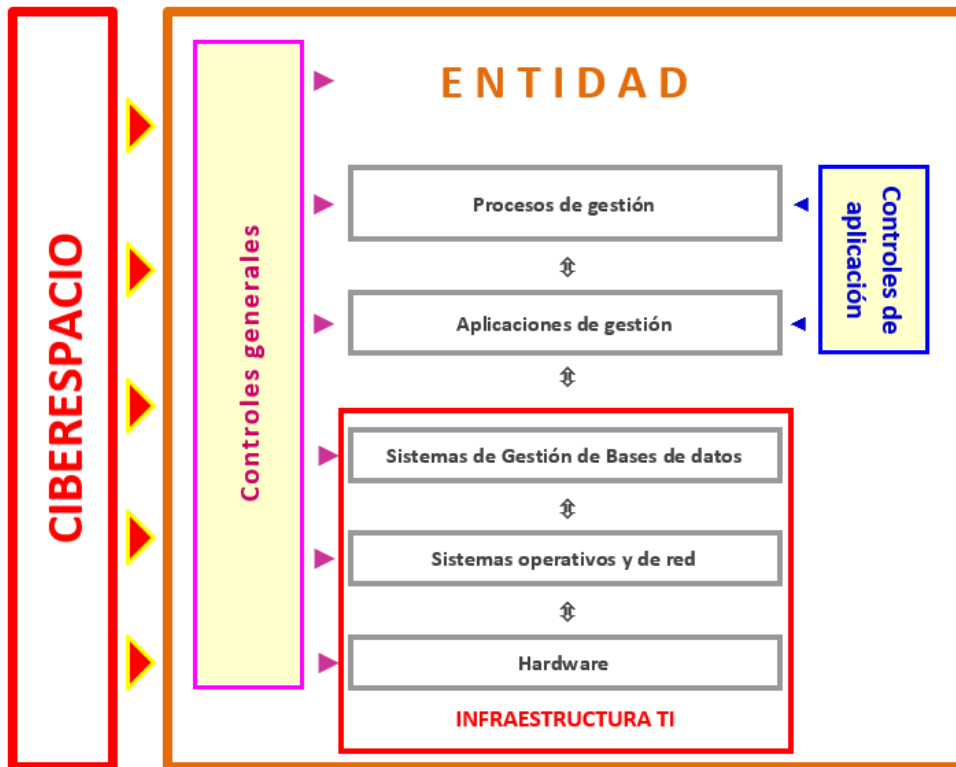 CIBERESPACIO
Controles generales
E N T I D A D
Procesos de gestión
Aplicaciones de gestión
Controles de
aplicación
Sistemas de Gestión de Bases de datos
Sistemas operativos y de red
Hardware
INFRAESTRUCTURA TI